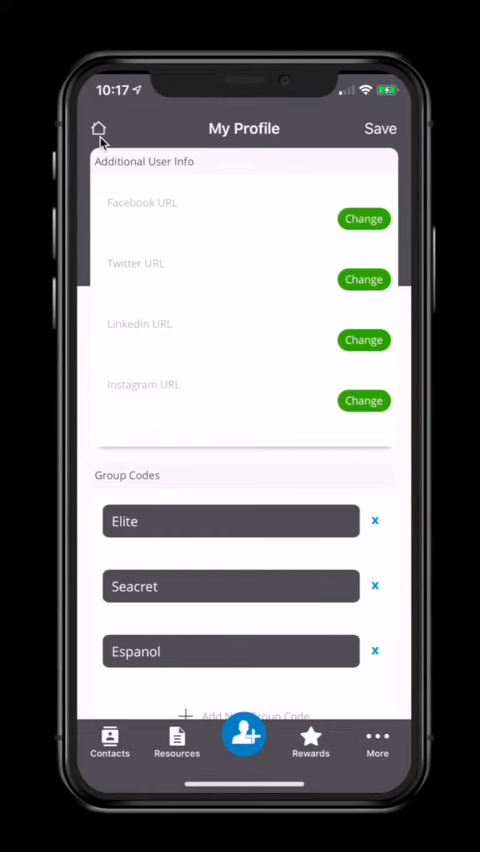 10:17
My Profile
Save
Additional User Info
Facebook URL
Change
Twitter URL
Change
LinkedIn URL
Change
Instagram URL
Change
Group Codes
Elite
x
Seacret
x
Espanol
x
Add New Group Code
Contacts
Resources
Rewards
More